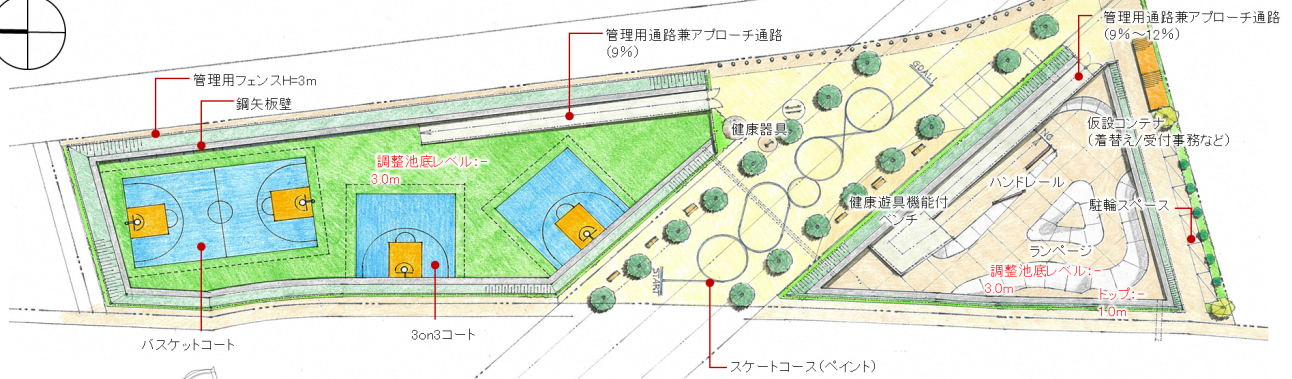 管理用通路兼アプローチ通路
(9%)
管理用通路兼アプローチ通路
(9%～12%)
管理用フェンスH=3m
鋼矢板壁
GOAL
健康器具
仮設コンテナ
(着替え/受付事務など)
DN
調整池底レベル:-
3.0m
ハンドレール
健康遊具機能付
ベンチ
駐輪スペース
ランページ
調整池底レベル:-
3.0m
トップ:-
1.0m
START
バスケットコート
3on3コート
スケートコース(ペイント)